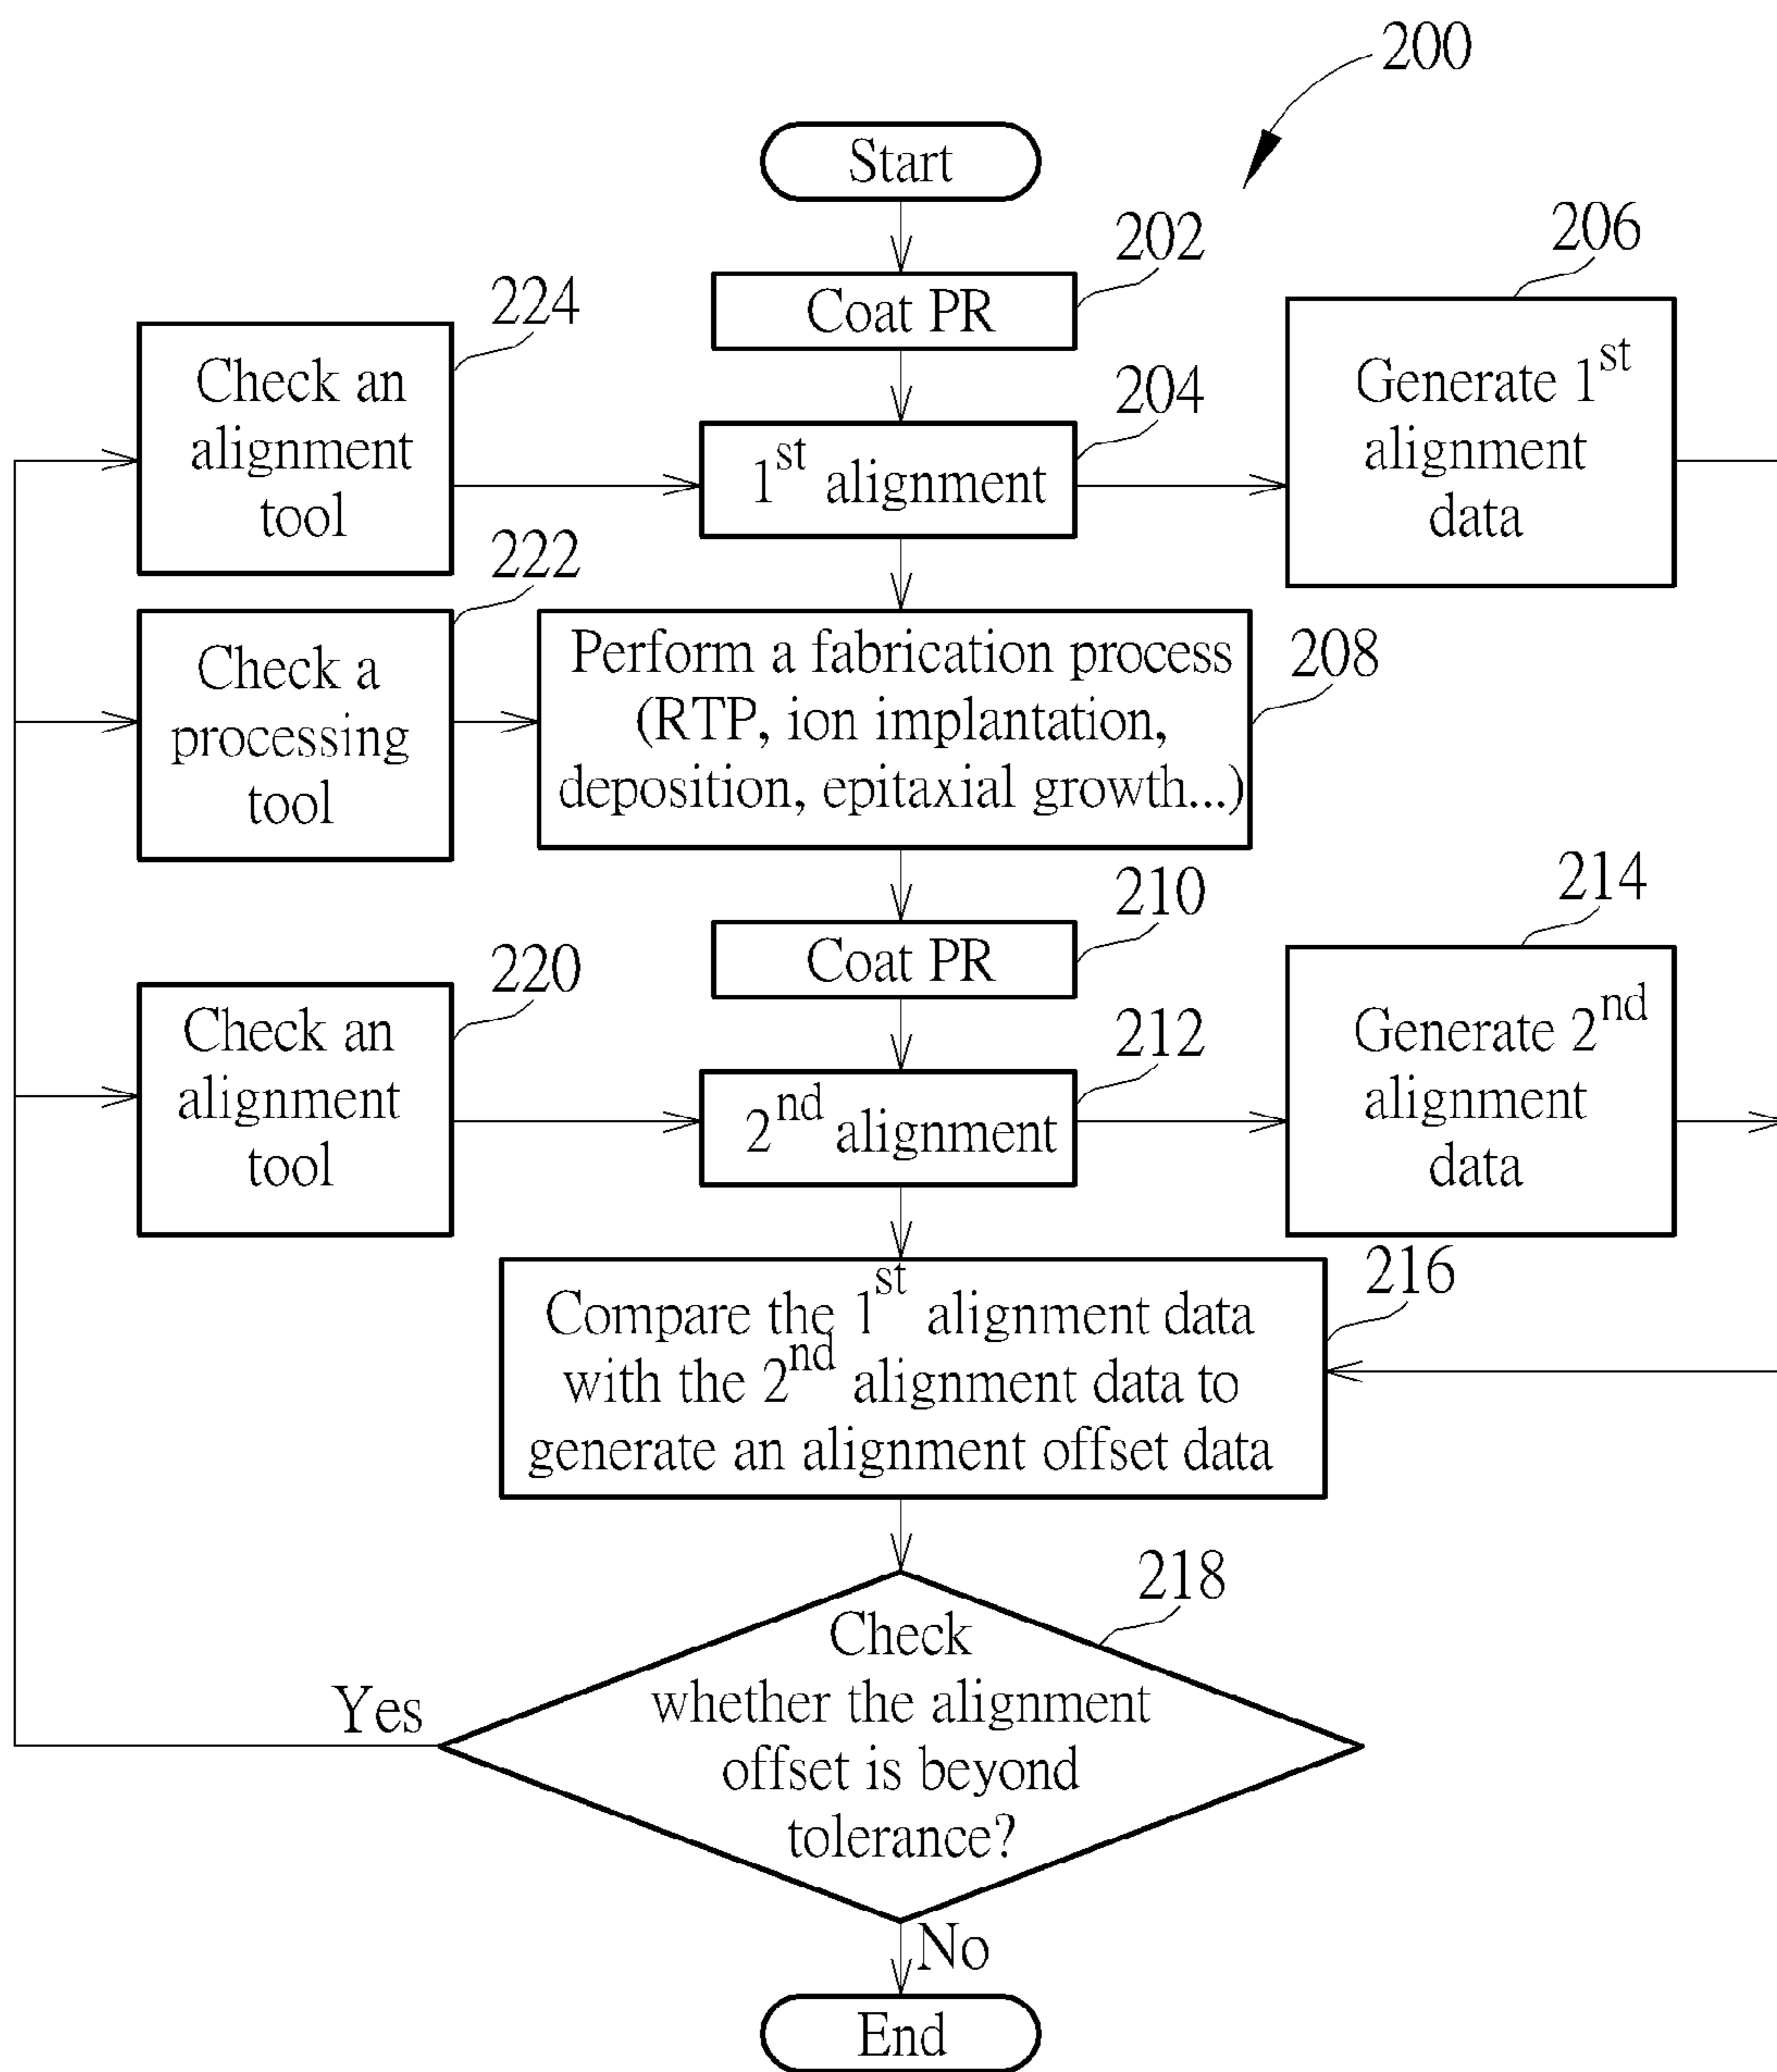 200
Start
202
Coat PR
206
224
Check an
alignment
tool
204
1st alignment
Generate 1st
alignment
data
222
Check a
processing
tool
Perform a fabrication process
(RTP, ion implantation,
deposition, epitaxial growth...)
208
210
Coat PR
214
220
Check an
alignment
tool
212
2nd alignment
Generate 2nd
alignment
data
216
Compare the 1st alignment data
with the 2nd alignment data to
generate an alignment offset data
218
Check
whether the alignment
offset is beyond
tolerance?
Yes
No
End